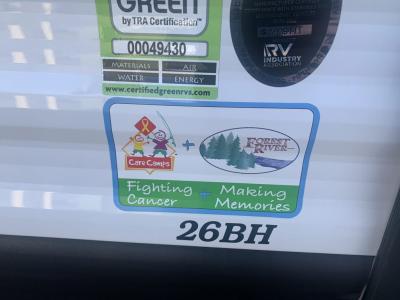 GREEN
by TRA Certification™
00049430
MATERIALS
AIR
WATER
ENERGY
www.certifiedgreenrvs.com
RV
INDUSTRY
ASSOCIATION
Care Camps
+
FOREST
RIVER
Fighting
Cancer
+
Making
Memories
26BH